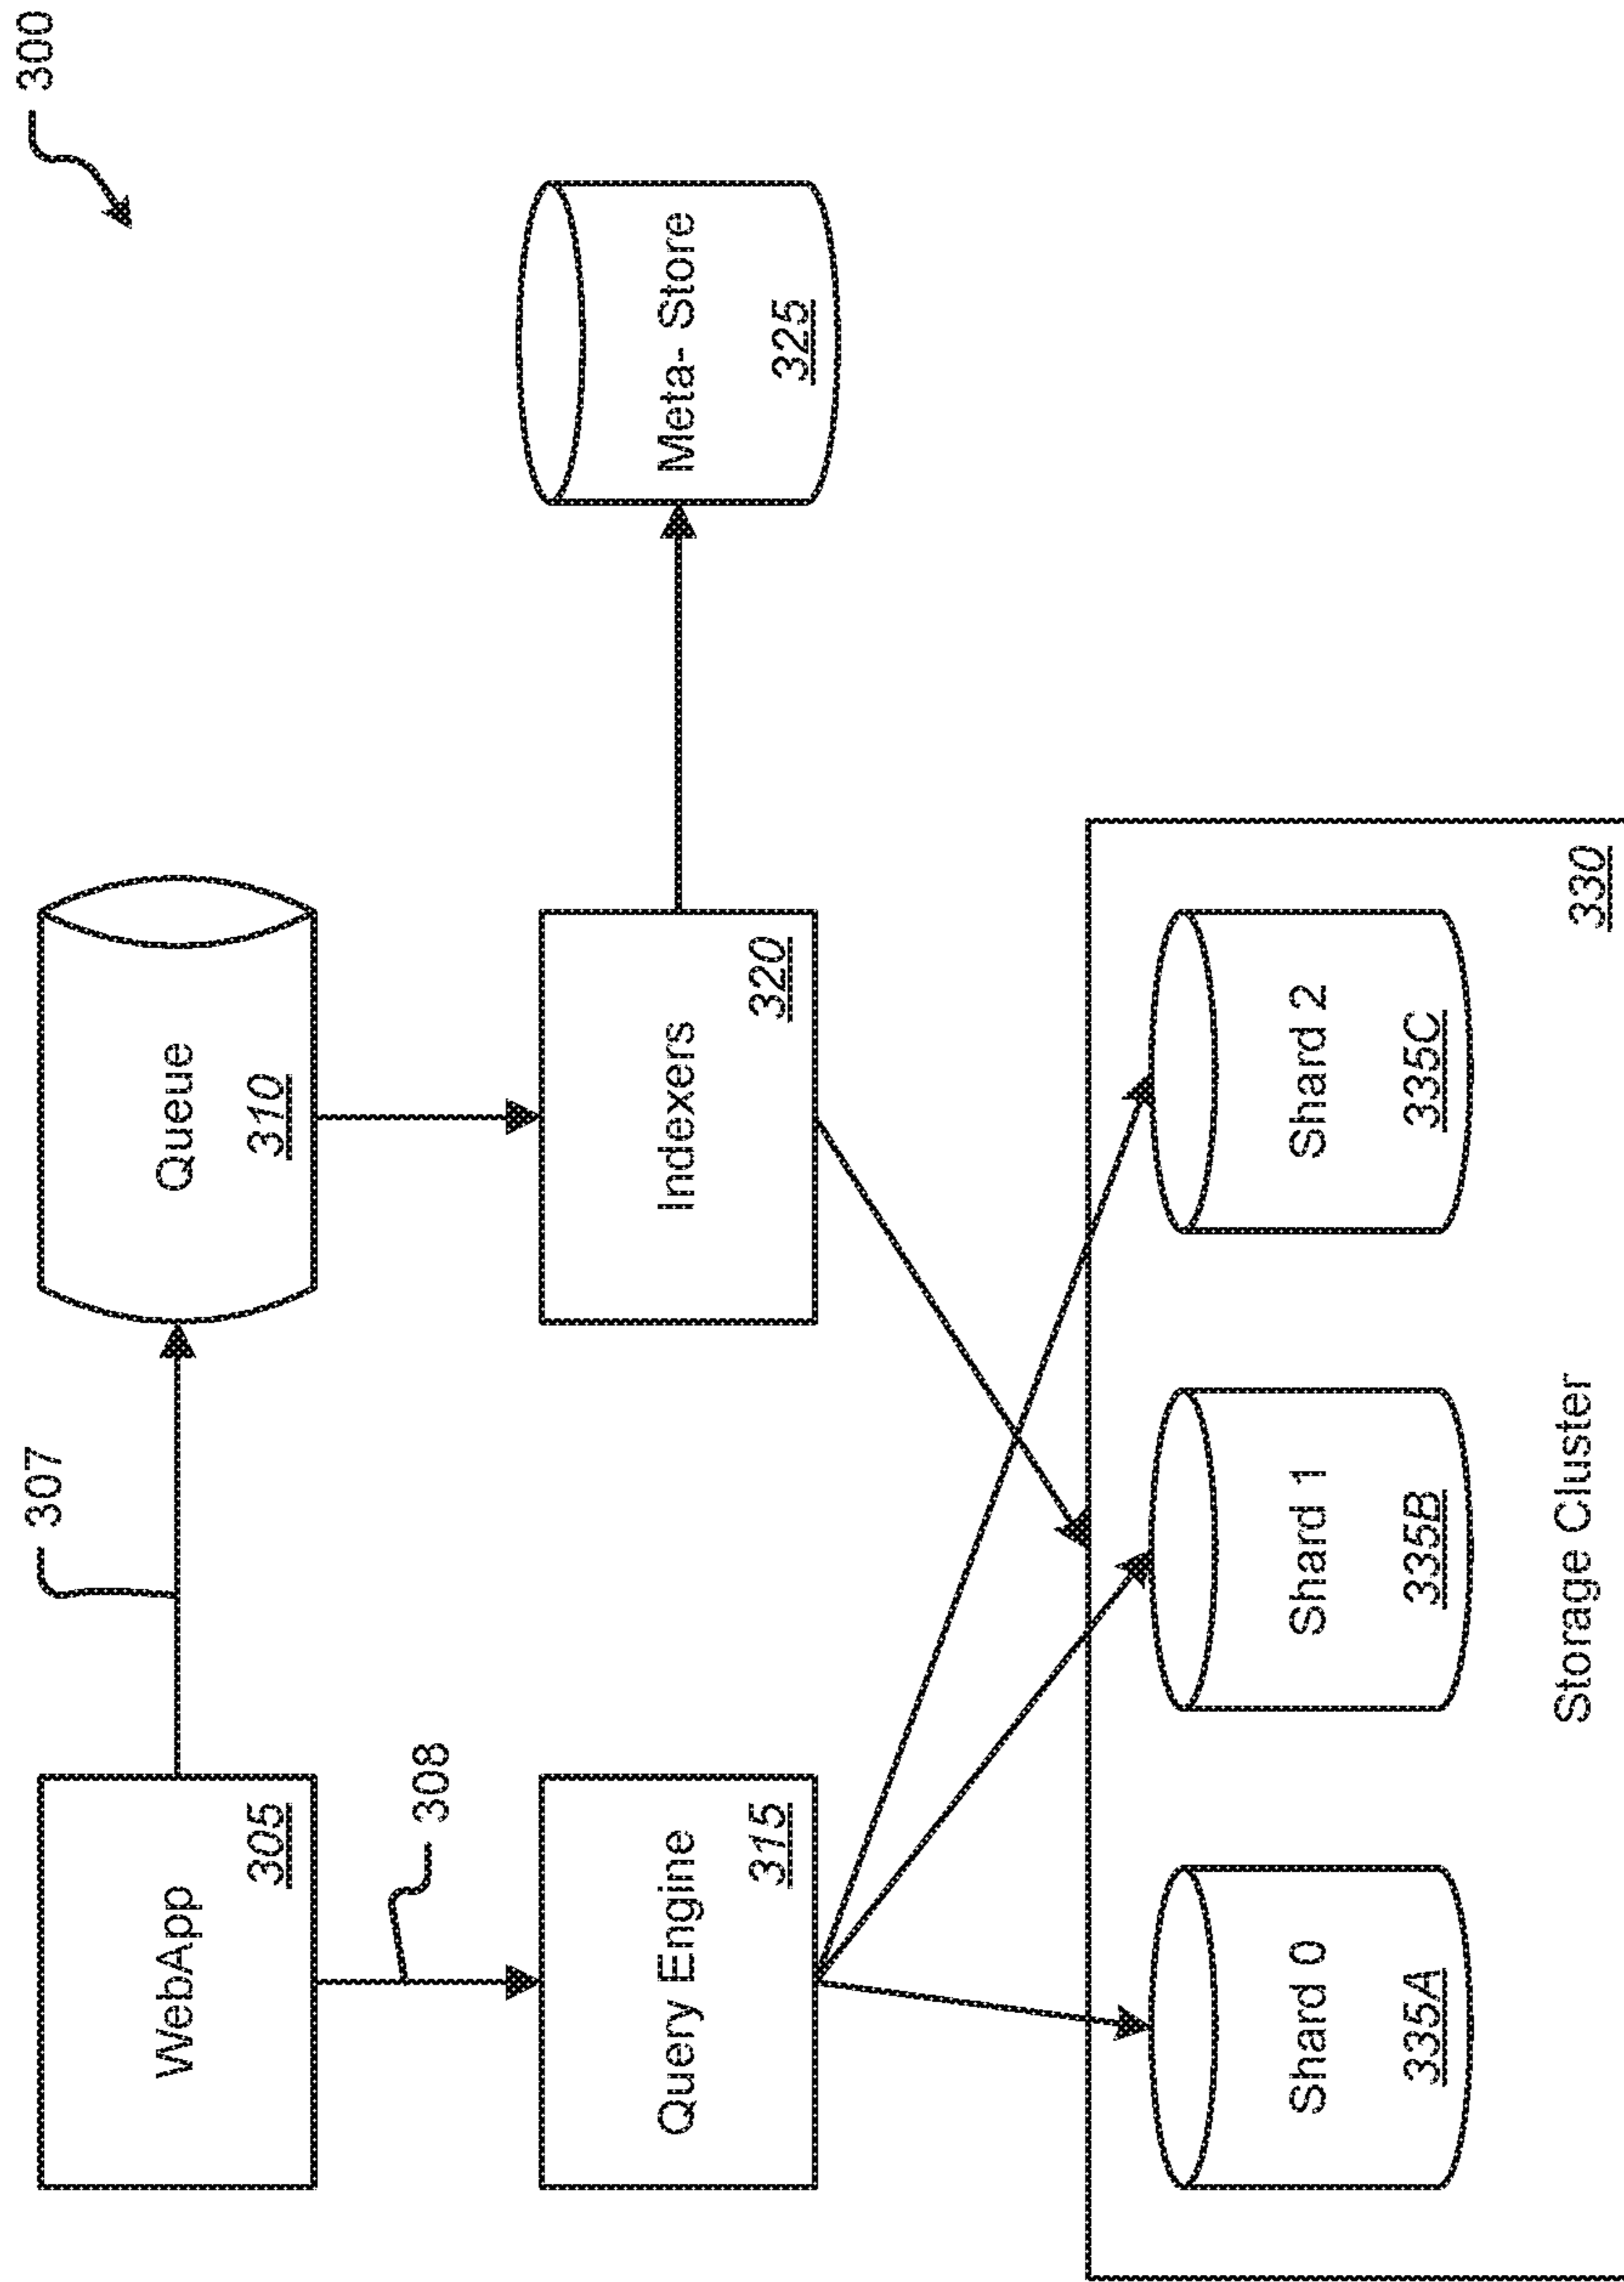 300
307
WebApp
305
Queue
310
308
Query Engine
315
Indexers
320
Meta- Store
325
Shard 0
335A
Shard 1
335B
Shard 2
335C
Storage Cluster
330